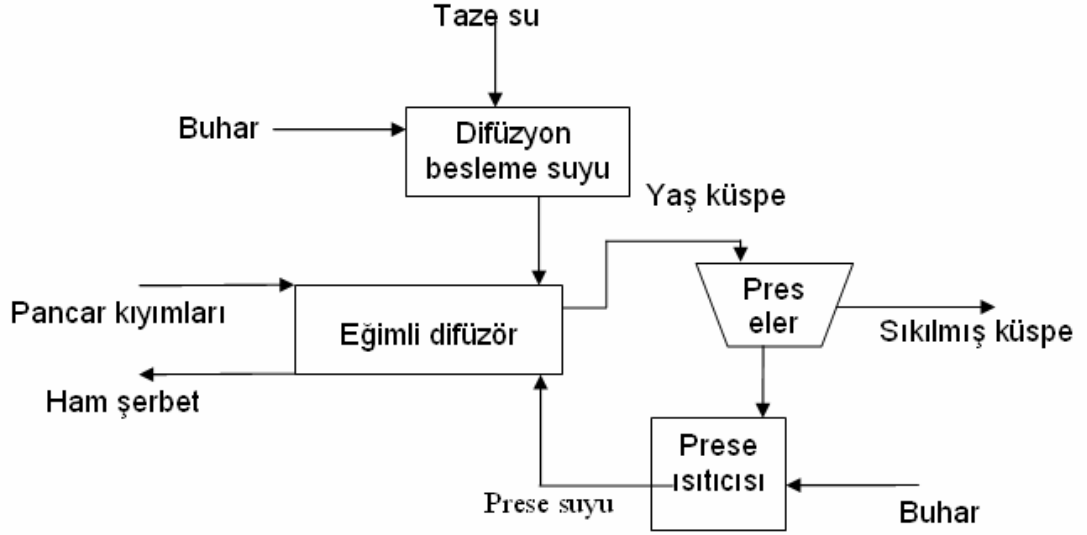 Taze su
Buhar
Difüzyon
besleme suyu
Yaş küspe
Pancar kıyımları
Eğimli difüzör
Pres
eler
Sıkılmış küspe
Ham şerbet
Prese
ısıtıcısı
Prese suyu
Buhar